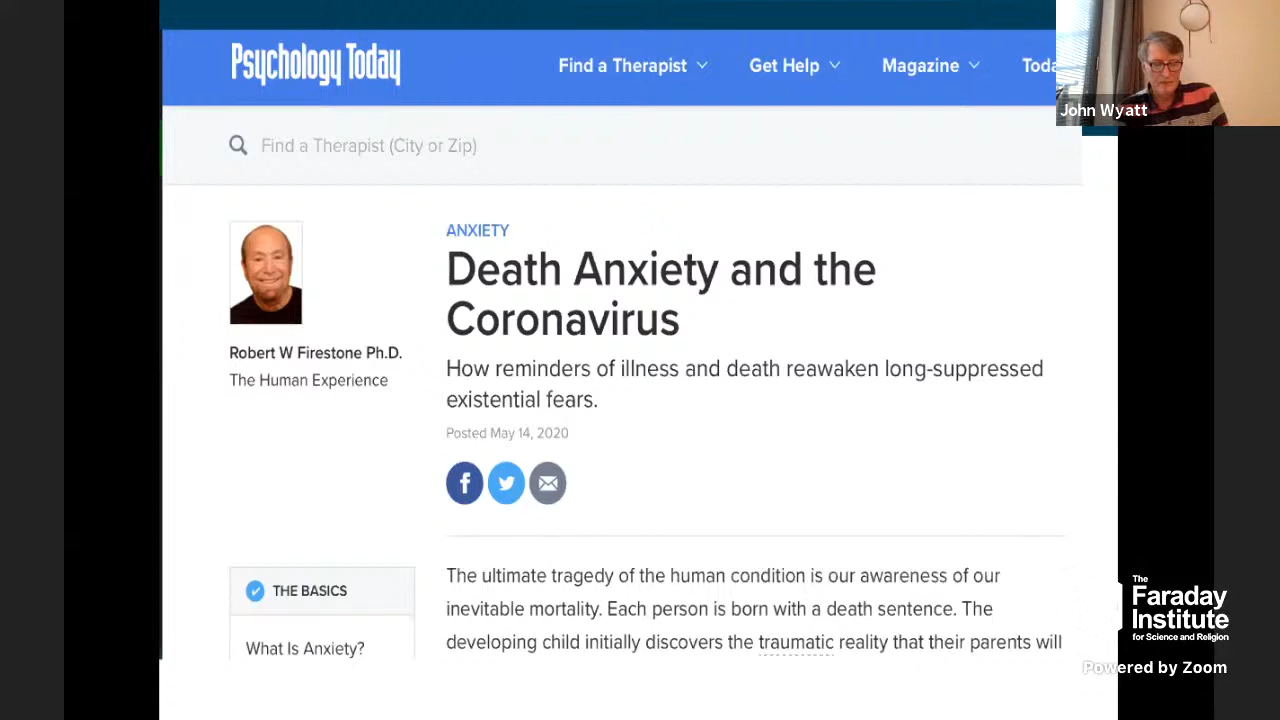 Psychology Today
Find a Therapist
Get Help
Magazine
John Wyatt
Find a Therapist (City or Zip)
ANXIETY
Death Anxiety and the
Coronavirus
How reminders of illness and death reawaken long-suppressed
existential fears.
Posted May 14, 2020
Robert W Firestone Ph.D.
The Human Experience
THE BASICS
What Is Anxiety?
The ultimate tragedy of the human condition is our awareness of our
inevitable mortality. Each person is born with a death sentence. The
developing child initially discovers the traumatic reality that their parents will
The
Faraday
Institute
for Science and Religion
Powered by Zoom